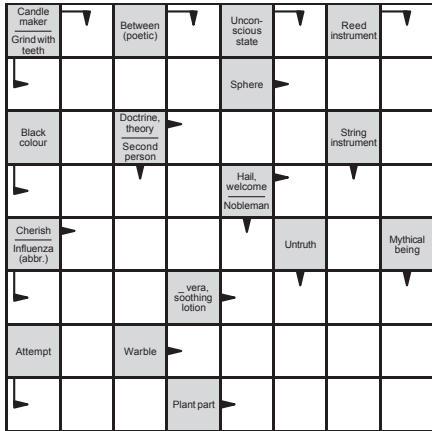 Candle
maker
Grind with
teeth
Between
(poetic)
Uncon-
scious
state
Reed
instrument
Sphere
Black
colour
Doctrine,
theory
Second
person
String
instrument
Hail,
welcome
Nobleman
Cherish
Influenza
(abbr.)
Untruth
Mythical
being
_ vera,
soothing
lotion
Attempt
Warble
Plant part